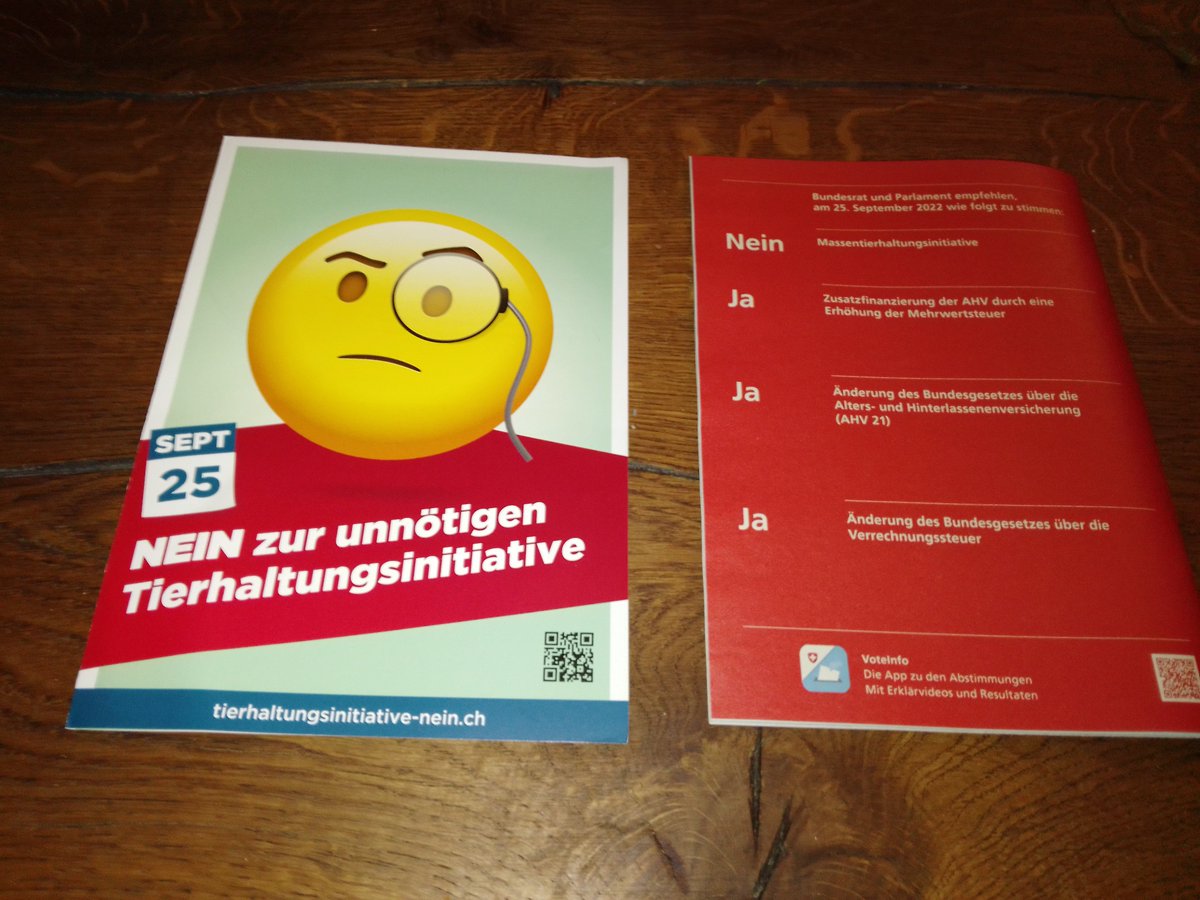 SEPT
25
NEIN zur unnötigen
Tierhaltungsinitiative
tierhaltungsinitiative-nein.ch
Bundesrat und Parlament empfehlen,
am 25. September 2022 wie folgt zu stimmen:
Nein Massentierhaltungsinitiative
Ja Zusatzfinanzierung der AHV durch eine
Erhöhung der Mehrwertsteuer
Ja Änderung des Bundesgesetzes über die
Alters- und Hinterlassenenversicherung
(AHV 21)
Ja Änderung des Bundesgesetzes über die
Verrechnungssteuer
VoteInfo
Die App zu den Abstimmungen
Mit Erklärvideos und Resultaten